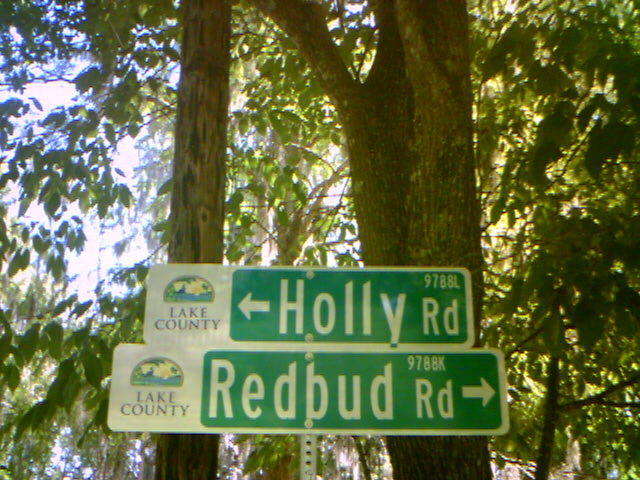 9788L
LAKE
COUNTY
Holly Rd
9788K
LAKE
COUNTY
Redbud Rd